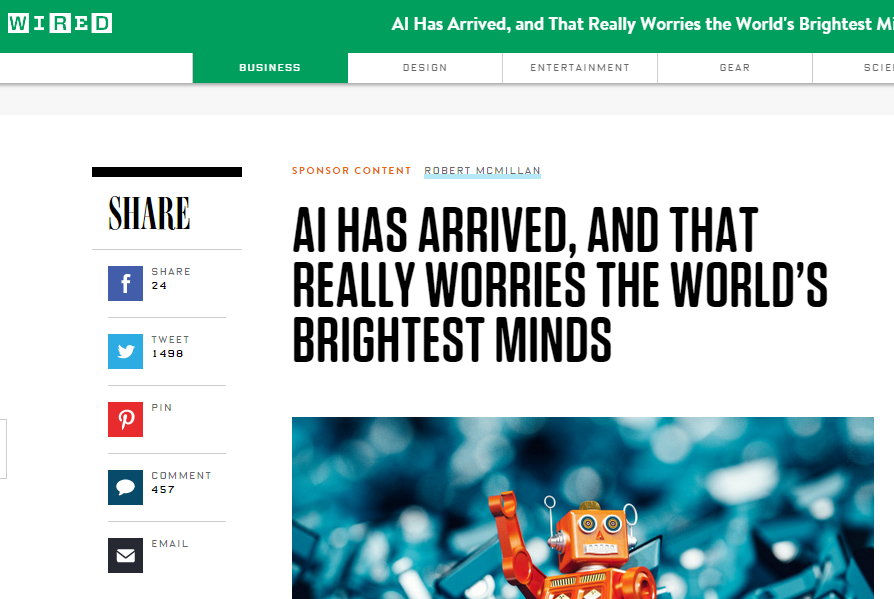 WIRED
AI Has Arrived, and That Really Worries the World's Brightest
BUSINESS
DESIGN
ENTERTAINMENT
GEAR
SPONSOR CONTENT ROBERT MCMILLAN
AI HAS ARRIVED, AND THAT
REALLY WORRIES THE WORLD'S
BRIGHTEST MINDS
SHARE
SHARE
24
TWEET
1498
PIN
COMMENT
457
EMAIL